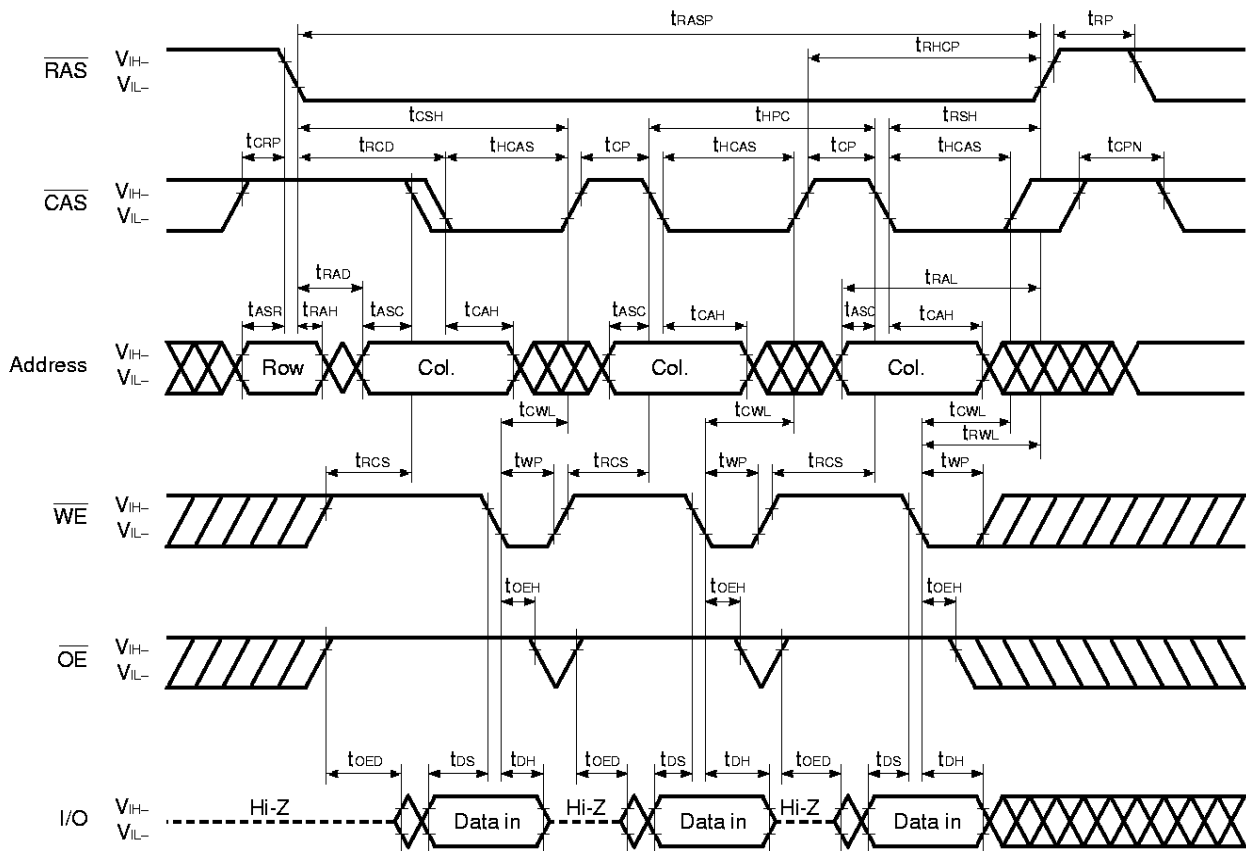 tRASP tRP
tRHCP
RAS VIH–
VIL–
tCSH tHPC tRSH
tCRP tRCD tHCAS tCP tHCAS tCP tHCAS tCPN
CAS VIH–
VIL–
tRAD tRAL
tASR tRAH tASC tCAH tASC tCAH tASC tCAH
Address VIH–
VIL–
Row Col. Col. Col.
tCWL tCWL tCWL
tRWL
tRCS tWP tRCS tWP tRCS tWP
WE VIH–
VIL–
tOEH tOEH tOEH
OE VIH–
VIL–
tOED tDS tDH tOED tDS tDH tOED tDS tDH
I/O VIH–
VIL–
Hi-Z Data in Hi-Z Data in Hi-Z Data in